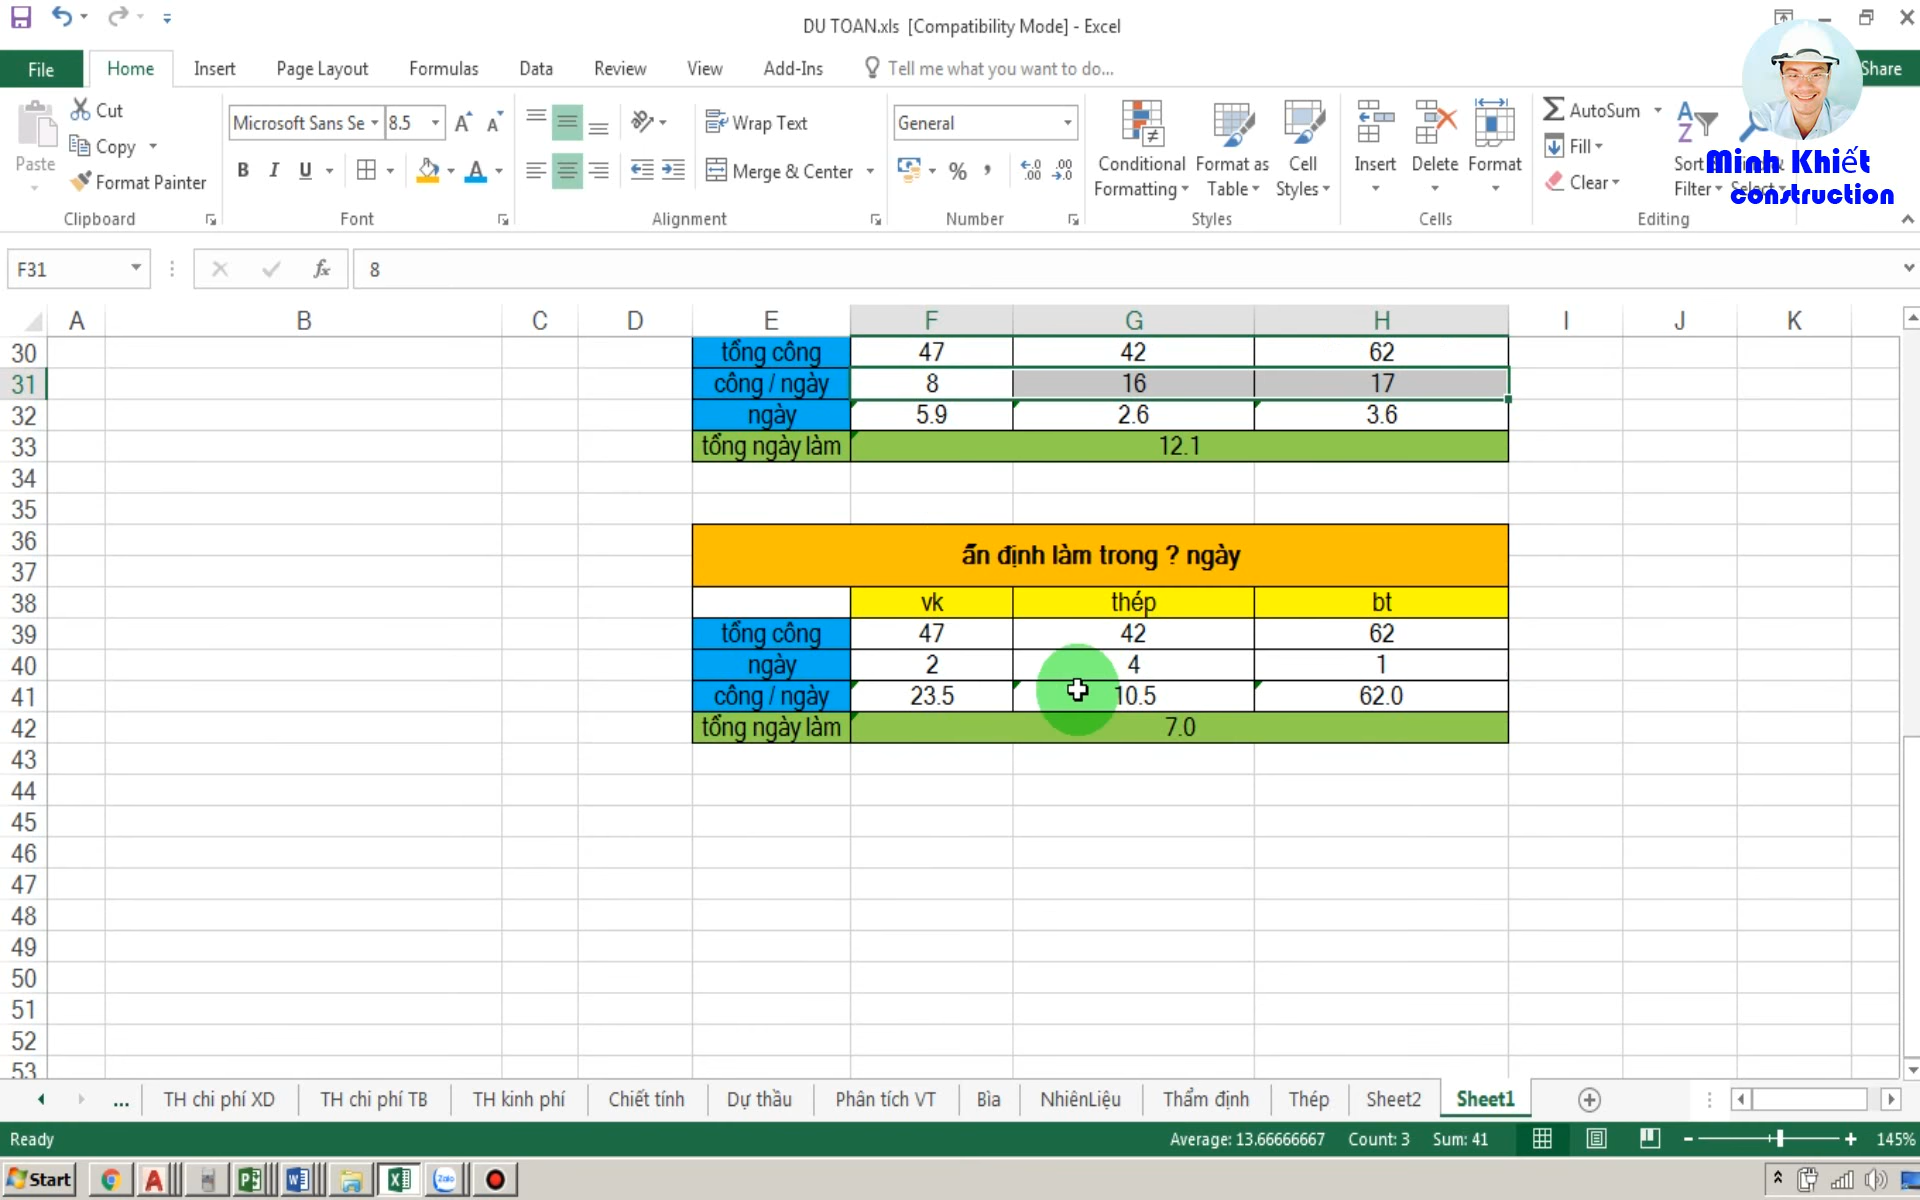 DU TOAN.xls [Compatibility Mode] - Excel
File Home Insert Page Layout Formulas Data Review View Add-Ins Tell me what you want to do... Share
Paste Cut
Copy
Format Painter
Clipboard
Microsoft Sans Se 8.5
B I U
Font
Wrap Text
Merge & Center
Alignment
General
%
Number
Conditional Formatting
Format as Table
Cell Styles
Styles
Insert Delete Format
Cells
AutoSum
Fill
Clear
Sort
Filter Select
Editing
Minh Khiết
construction
F31 fx 8
A B C D E F G H I J K
30 tổng công 47 42 62
31 công / ngày 8 16 17
32 ngày 5.9 2.6 3.6
33 tổng ngày làm 12.1
34
35
36
ấn định làm trong ? ngày
37
38 vk thép bt
39 tổng công 47 42 62
40 ngày 2 4 1
41 công / ngày 23.5 10.5 62.0
42 tổng ngày làm 7.0
43
44
45
46
47
48
49
50
51
52
53
... TH chi phí XD TH chi phí TB TH kinh phí Chiết tính Dự thầu Phân tích VT Bìa NhiênLiệu Thẩm định Thép Sheet2 Sheet1
Ready Average: 13.66666667 Count: 3 Sum: 41 145%
Start Zalo